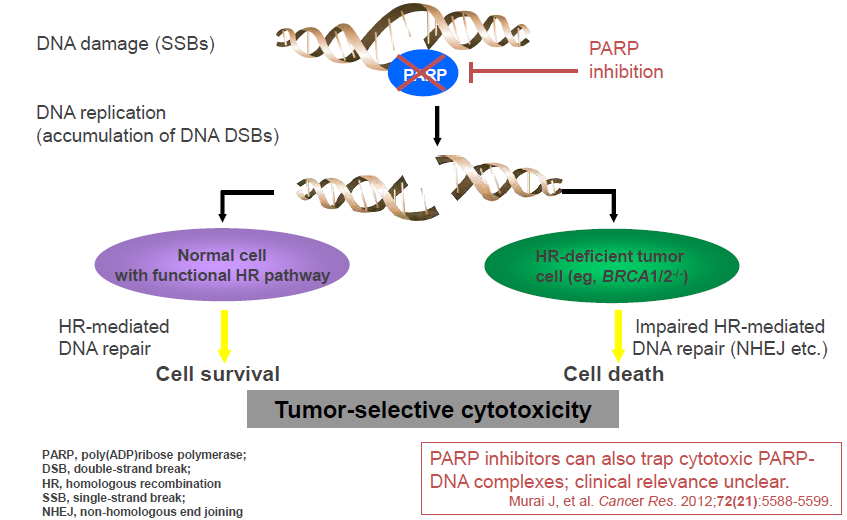 DNA damage (SSBs)
PARP
PARP
inhibition
DNA replication
(accumulation of DNA DSBs)
Normal cell
with functional HR pathway
HR-deficient tumor
cell (eg, BRCA1/2-/-)
HR-mediated
DNA repair
Impaired HR-mediated
DNA repair (NHEJ etc.)
Cell survival
Cell death
Tumor-selective cytotoxicity
PARP, poly(ADP)ribose polymerase;
DSB, double-strand break;
HR, homologous recombination
SSB, single-strand break;
NHEJ, non-homologous end joining
PARP inhibitors can also trap cytotoxic PARP-
DNA complexes; clinical relevance unclear.
Murai J, et al. Cancer Res. 2012;72(21):5588-5599.